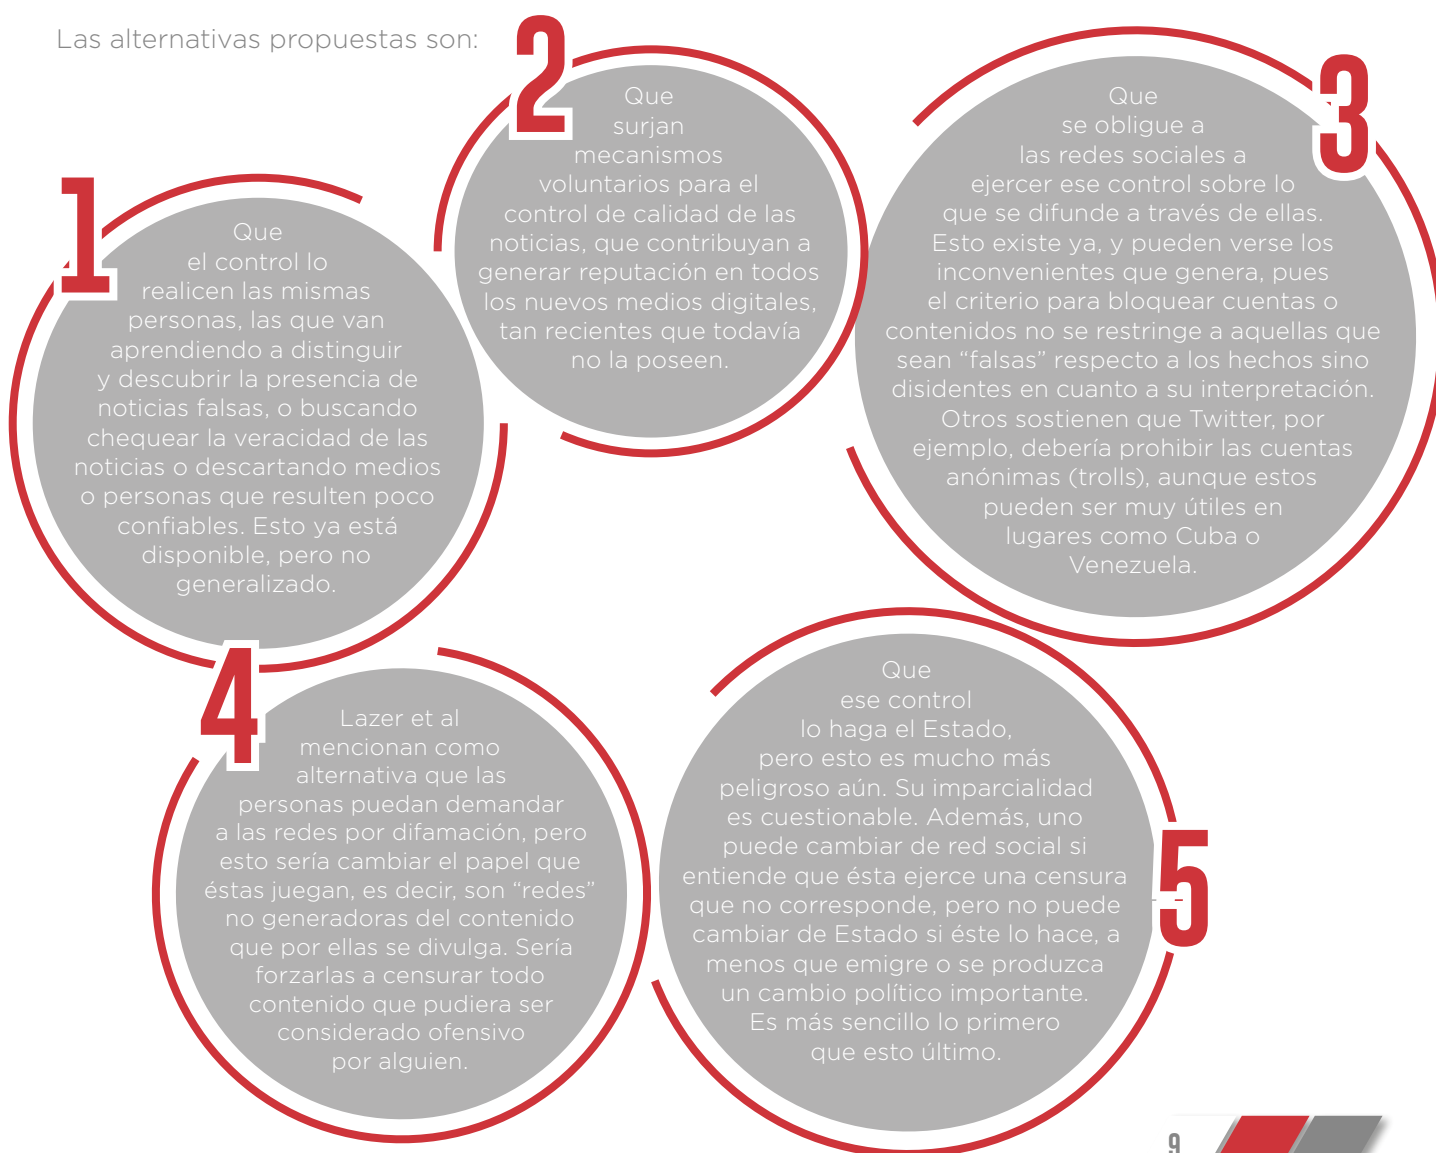 Las alternativas propuestas son:
1
Que
el control lo
realicen las mismas
personas, las que van
aprendiendo a distinguir
y descubrir la presencia de
noticias falsas, o buscando
chequear la veracidad de las
noticias o descartando medios
o personas que resulten poco
confiables. Esto ya está
disponible, pero no
generalizado.
2
Que
surjan
mecanismos
voluntarios para el
control de calidad de las
noticias, que contribuyan a
generar reputación en todos
los nuevos medios digitales,
tan recientes que todavía
no la poseen.
3
Que
se obligue a
las redes sociales a
ejercer ese control sobre lo
que se difunde a través de ellas.
Esto existe ya, y pueden verse los
inconvenientes que genera, pues
el criterio para bloquear cuentas o
contenidos no se restringe a aquellas que
sean “falsas” respecto a los hechos sino
disidentes en cuanto a su interpretación.
Otros sostienen que Twitter, por
ejemplo, debería prohibir las cuentas
anónimas (trolls), aunque estos
pueden ser muy útiles en
lugares como Cuba o
Venezuela.
4
Lazer et al
mencionan como
alternativa que las
personas puedan demandar
a las redes por difamación, pero
esto sería cambiar el papel que
éstas juegan, es decir, son “redes”
no generadoras del contenido
que por ellas se divulga. Sería
forzarlas a censurar todo
contenido que pudiera ser
considerado ofensivo
por alguien.
5
Que
ese control
lo haga el Estado,
pero esto es mucho más
peligroso aún. Su imparcialidad
es cuestionable. Además, uno
puede cambiar de red social si
entiende que ésta ejerce una censura
que no corresponde, pero no puede
cambiar de Estado si éste lo hace, a
menos que emigre o se produzca
un cambio político importante.
Es más sencillo lo primero
que esto último.
9